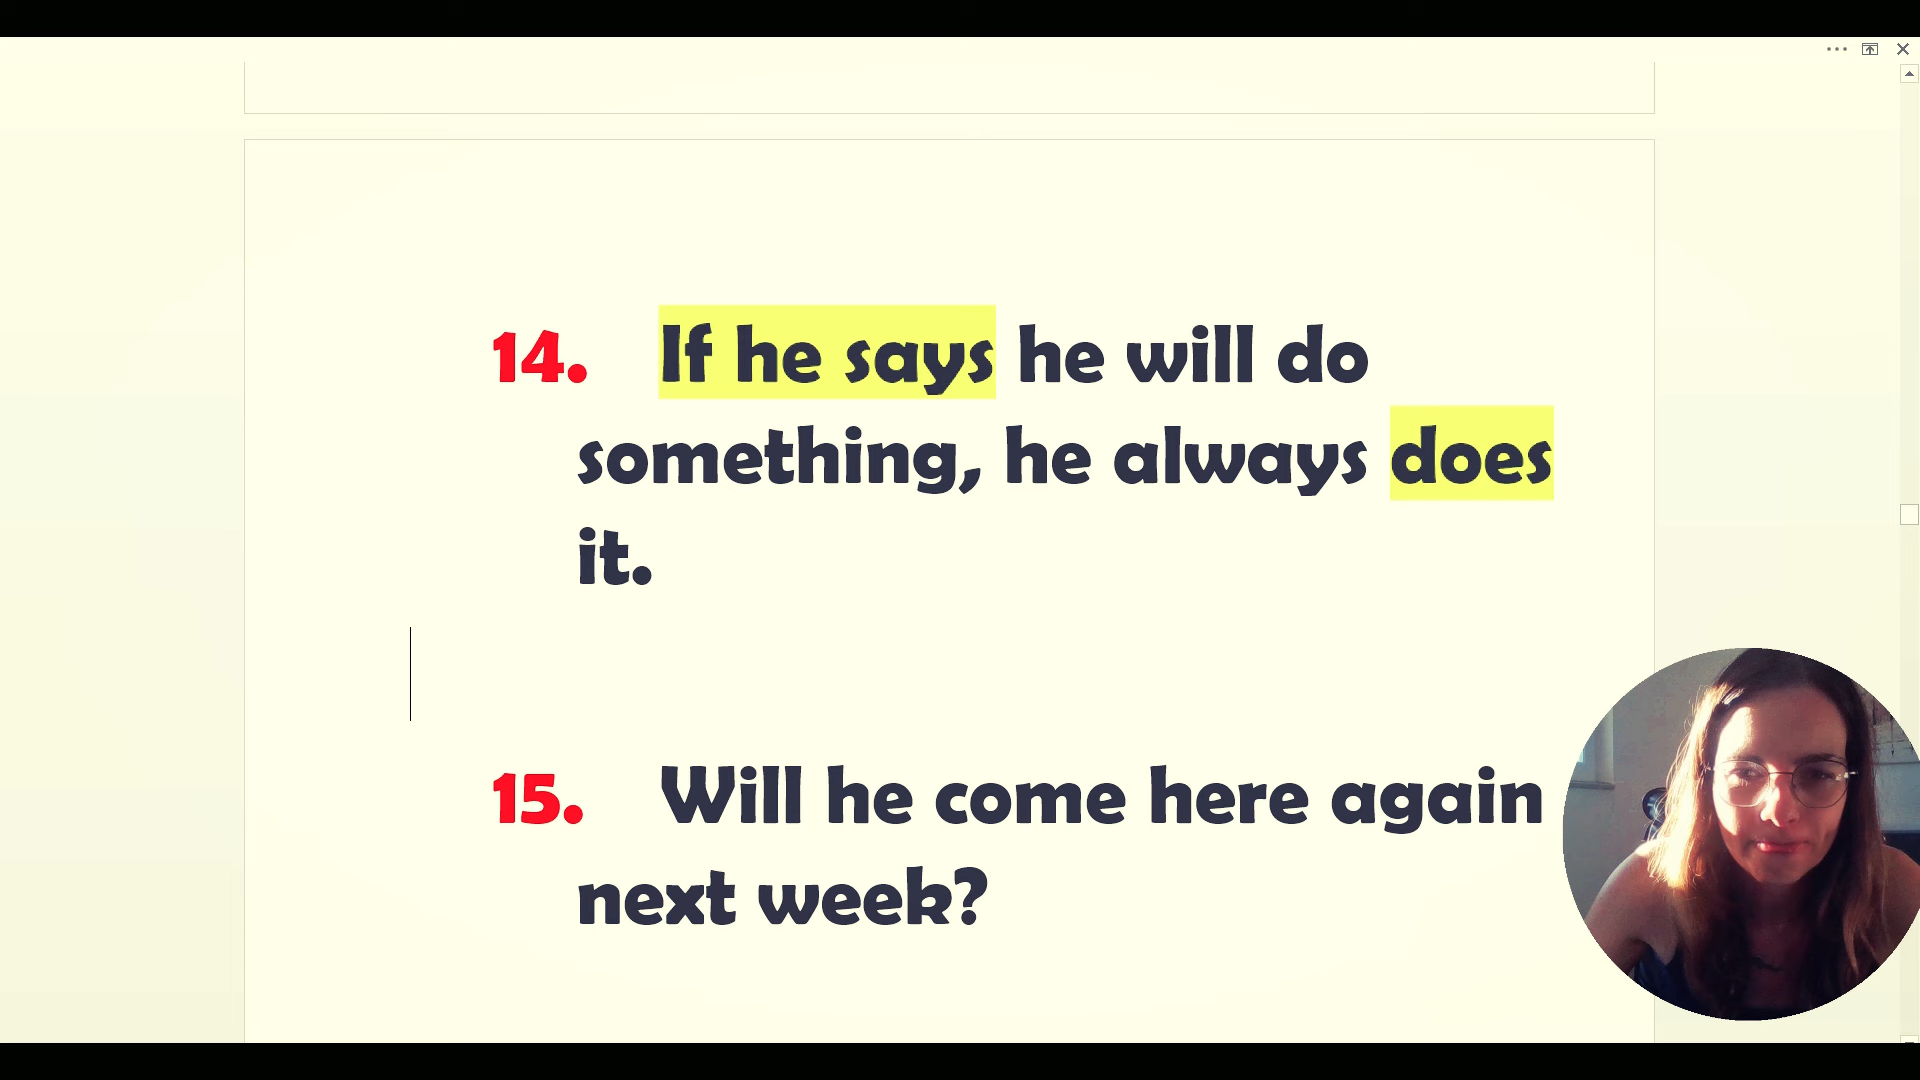 14. If he says he will do
something, he always does
it.
15. Will he come here again
next week?